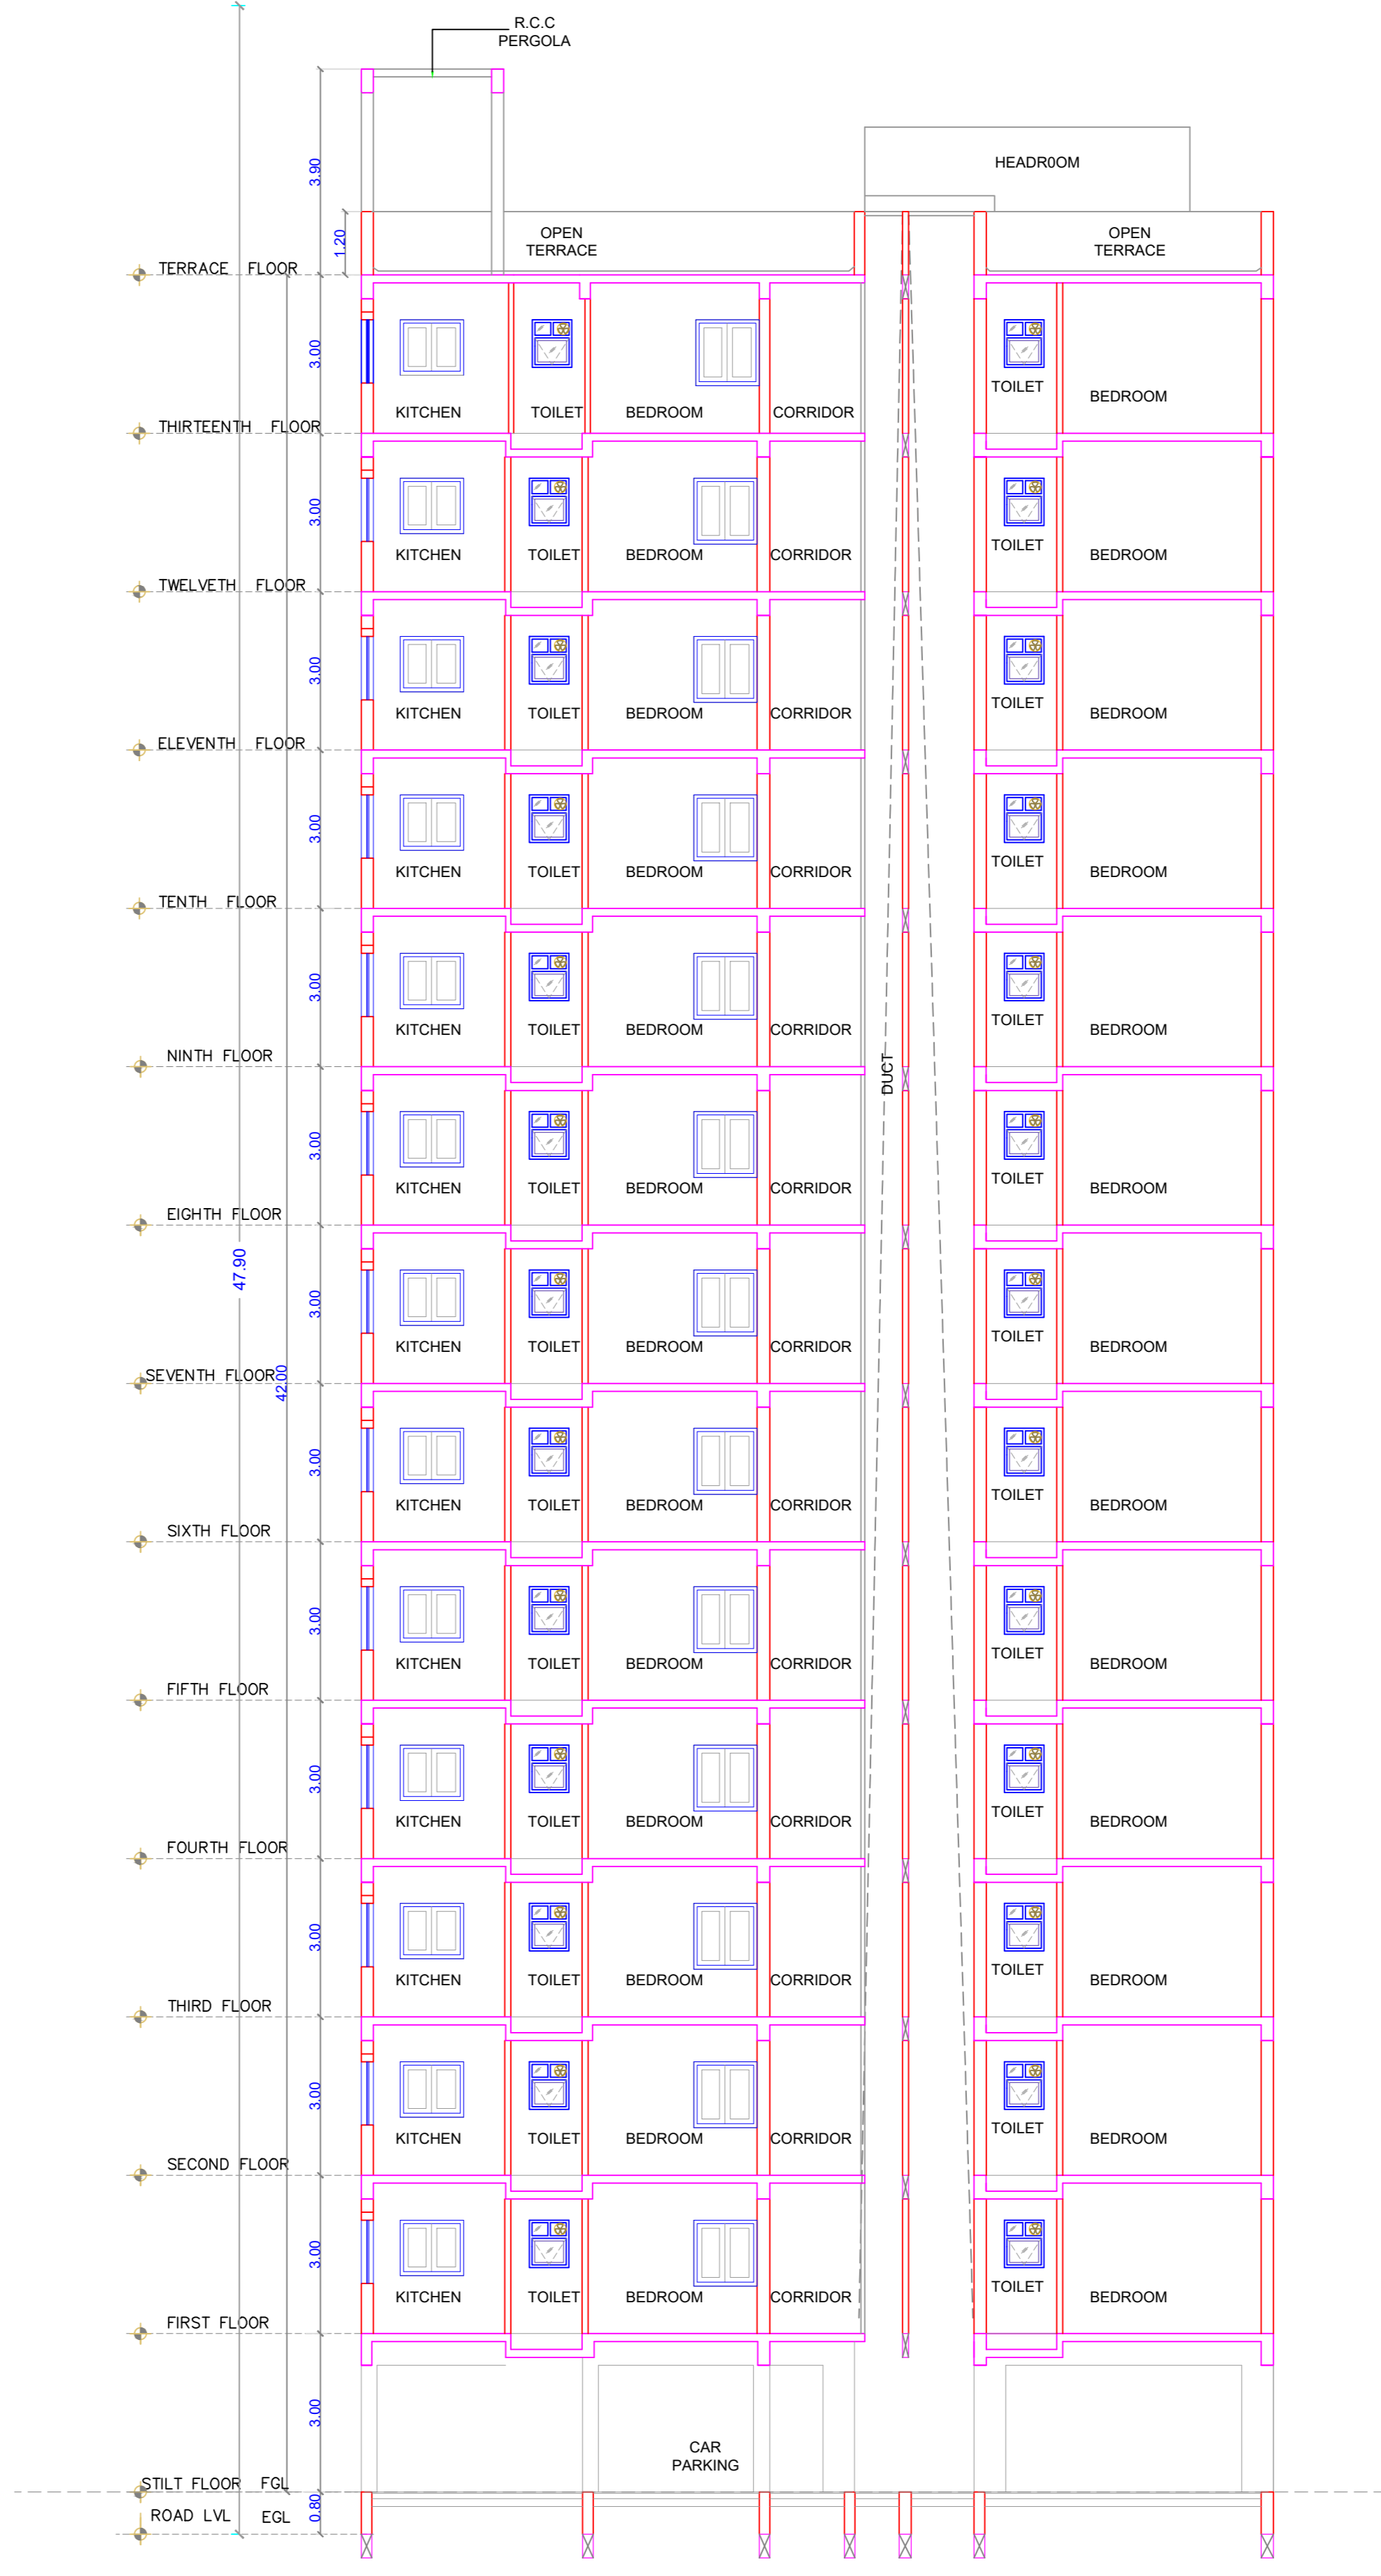 R.C.C
PERGOLA
HEADR0OM
3.90
1.20
OPEN
TERRACE
OPEN
TERRACE
TERRACE FLOOR
3.00
KITCHEN
TOILET
BEDROOM
CORRIDOR
TOILET
BEDROOM
THIRTEENTH FLOOR
3.00
KITCHEN
TOILET
BEDROOM
CORRIDOR
TOILET
BEDROOM
TWELVETH FLOOR
3.00
KITCHEN
TOILET
BEDROOM
CORRIDOR
TOILET
BEDROOM
ELEVENTH FLOOR
3.00
KITCHEN
TOILET
BEDROOM
CORRIDOR
TOILET
BEDROOM
TENTH FLOOR
3.00
KITCHEN
TOILET
BEDROOM
CORRIDOR
TOILET
BEDROOM
NINTH FLOOR
DUCT
3.00
KITCHEN
TOILET
BEDROOM
CORRIDOR
TOILET
BEDROOM
EIGHTH FLOOR
47.90
3.00
KITCHEN
TOILET
BEDROOM
CORRIDOR
TOILET
BEDROOM
SEVENTH FLOOR
42.00
3.00
KITCHEN
TOILET
BEDROOM
CORRIDOR
TOILET
BEDROOM
SIXTH FLOOR
3.00
KITCHEN
TOILET
BEDROOM
CORRIDOR
TOILET
BEDROOM
FIFTH FLOOR
3.00
KITCHEN
TOILET
BEDROOM
CORRIDOR
TOILET
BEDROOM
FOURTH FLOOR
3.00
KITCHEN
TOILET
BEDROOM
CORRIDOR
TOILET
BEDROOM
THIRD FLOOR
3.00
KITCHEN
TOILET
BEDROOM
CORRIDOR
TOILET
BEDROOM
SECOND FLOOR
3.00
KITCHEN
TOILET
BEDROOM
CORRIDOR
TOILET
BEDROOM
FIRST FLOOR
3.00
CAR
PARKING
STILT FLOOR FGL
0.80
ROAD LVL EGL